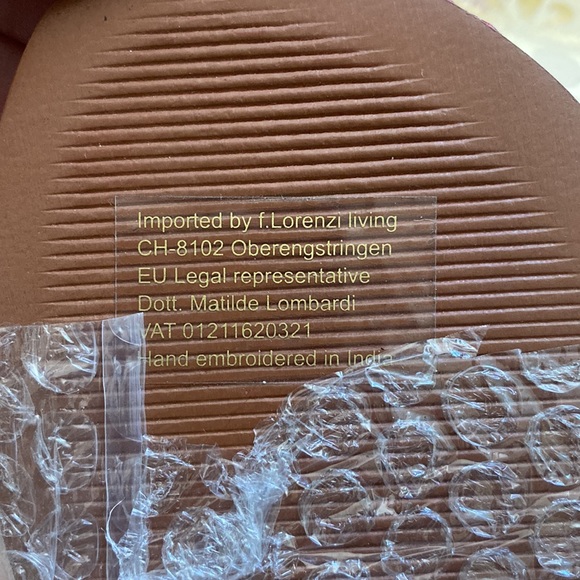 Imported by f.Lorenzi living
CH-8102 Oberengstringen
EU Legal representative
Dott. Matilde Lombardi
VAT 01211620321
Hand embroidered in India